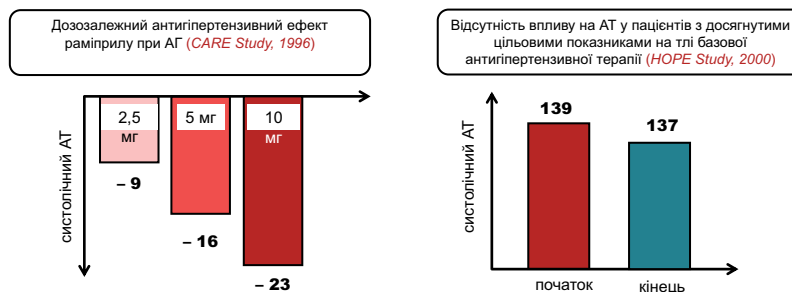 Дозозалежний антигіпертензивний ефект
раміприлу при АГ (CARE Study, 1996)
систолічний АТ
2,5
мг
5 мг
10
мг
– 9
– 16
– 23
Відсутність впливу на АТ у пацієнтів з досягнутими
цільовими показниками на тлі базової
антигіпертензивної терапії (HOPE Study, 2000)
систолічний АТ
139
137
початок
кінець